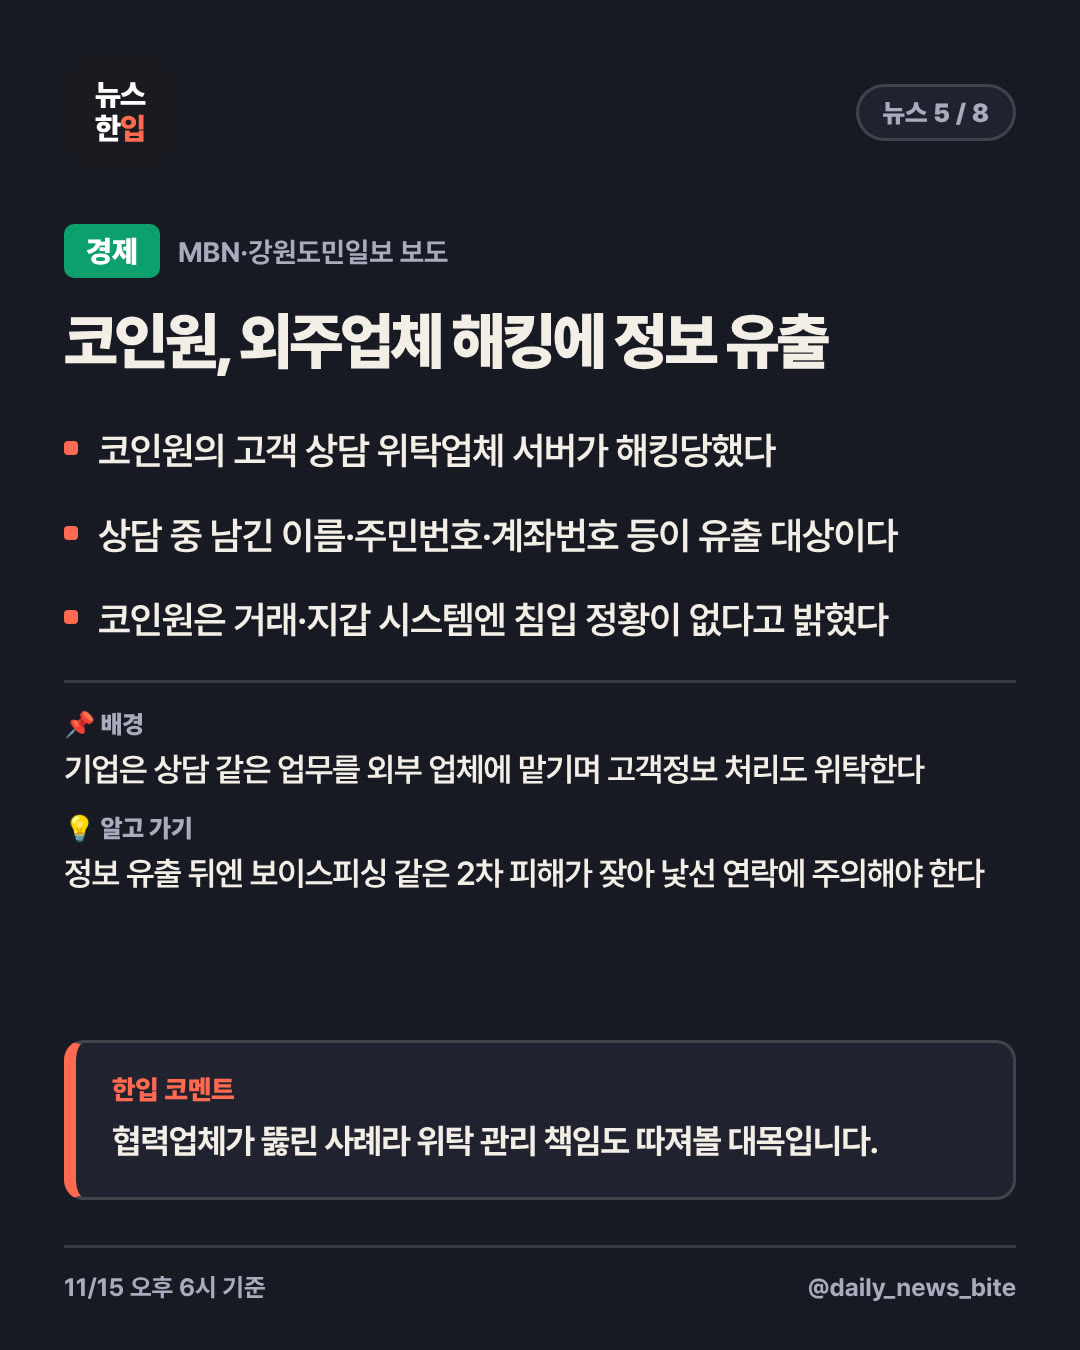 뉴스
한입
뉴스 5 / 8
경제
MBN·강원도민일보 보도
코인원, 외주업체 해킹에 정보 유출
코인원의 고객 상담 위탁업체 서버가 해킹당했다
상담 중 남긴 이름·주민번호·계좌번호 등이 유출 대상이다
코인원은 거래·지갑 시스템엔 침입 정황이 없다고 밝혔다
📌 배경
기업은 상담 같은 업무를 외부 업체에 맡기며 고객정보 처리도 위탁한다
💡 알고 가기
정보 유출 뒤엔 보이스피싱 같은 2차 피해가 잦아 낯선 연락에 주의해야 한다
한입 코멘트
협력업체가 뚫린 사례라 위탁 관리 책임도 따져볼 대목입니다.
11/15 오후 6시 기준
@daily_news_bite